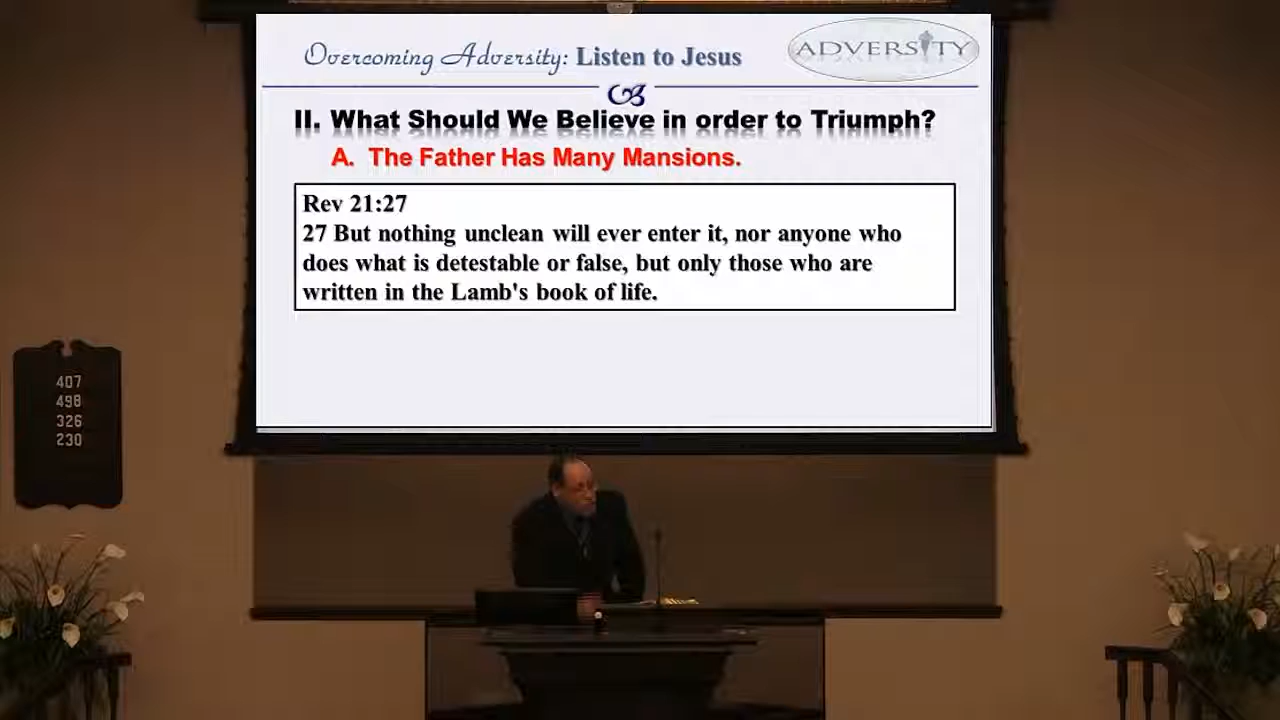 Overcoming Adversity: Listen to Jesus
ADVERSITY
II. What Should We Believe in order to Triumph?
A. The Father Has Many Mansions.
Rev 21:27
27 But nothing unclean will ever enter it, nor anyone who
does what is detestable or false, but only those who are
written in the Lamb's book of life.
407
498
326
230